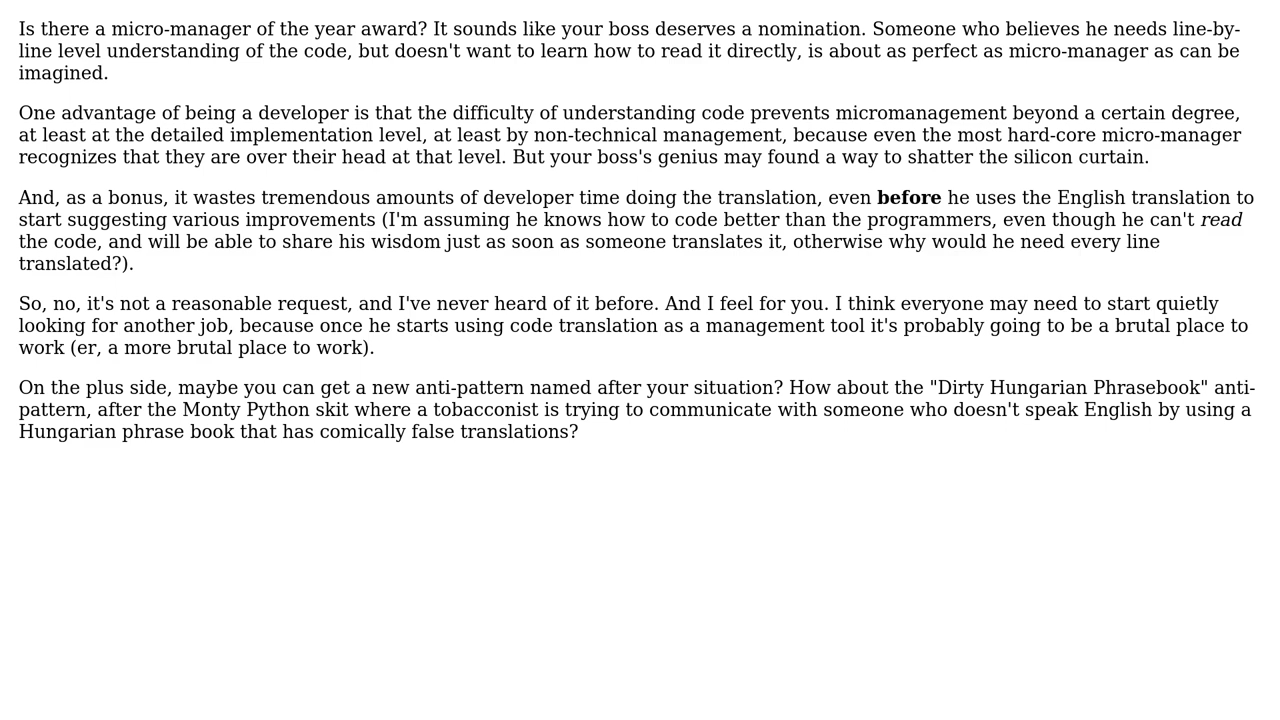 Is there a micro-manager of the year award? It sounds like your boss deserves a nomination. Someone who believes he needs line-by-
line level understanding of the code, but doesn't want to learn how to read it directly, is about as perfect as micro-manager as can be
imagined.
One advantage of being a developer is that the difficulty of understanding code prevents micromanagement beyond a certain degree,
at least at the detailed implementation level, at least by non-technical management, because even the most hard-core micro-manager
recognizes that they are over their head at that level. But your boss's genius may found a way to shatter the silicon curtain.
And, as a bonus, it wastes tremendous amounts of developer time doing the translation, even before he uses the English translation to
start suggesting various improvements (I'm assuming he knows how to code better than the programmers, even though he can't read
the code, and will be able to share his wisdom just as soon as someone translates it, otherwise why would he need every line
translated?).
So, no, it's not a reasonable request, and I've never heard of it before. And I feel for you. I think everyone may need to start quietly
looking for another job, because once he starts using code translation as a management tool it's probably going to be a brutal place to
work (er, a more brutal place to work).
On the plus side, maybe you can get a new anti-pattern named after your situation? How about the "Dirty Hungarian Phrasebook" anti-
pattern, after the Monty Python skit where a tobacconist is trying to communicate with someone who doesn't speak English by using a
Hungarian phrase book that has comically false translations?